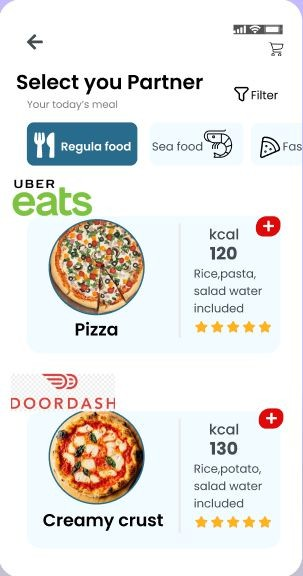 Select you Partner
Your today's meal
Filter
Regula food
Sea food
Fas
UBER
eats
kcal
120
Rice,pasta,
salad water
included
Pizza
DOORDASH
kcal
130
Rice,potato,
salad water
included
Creamy crust